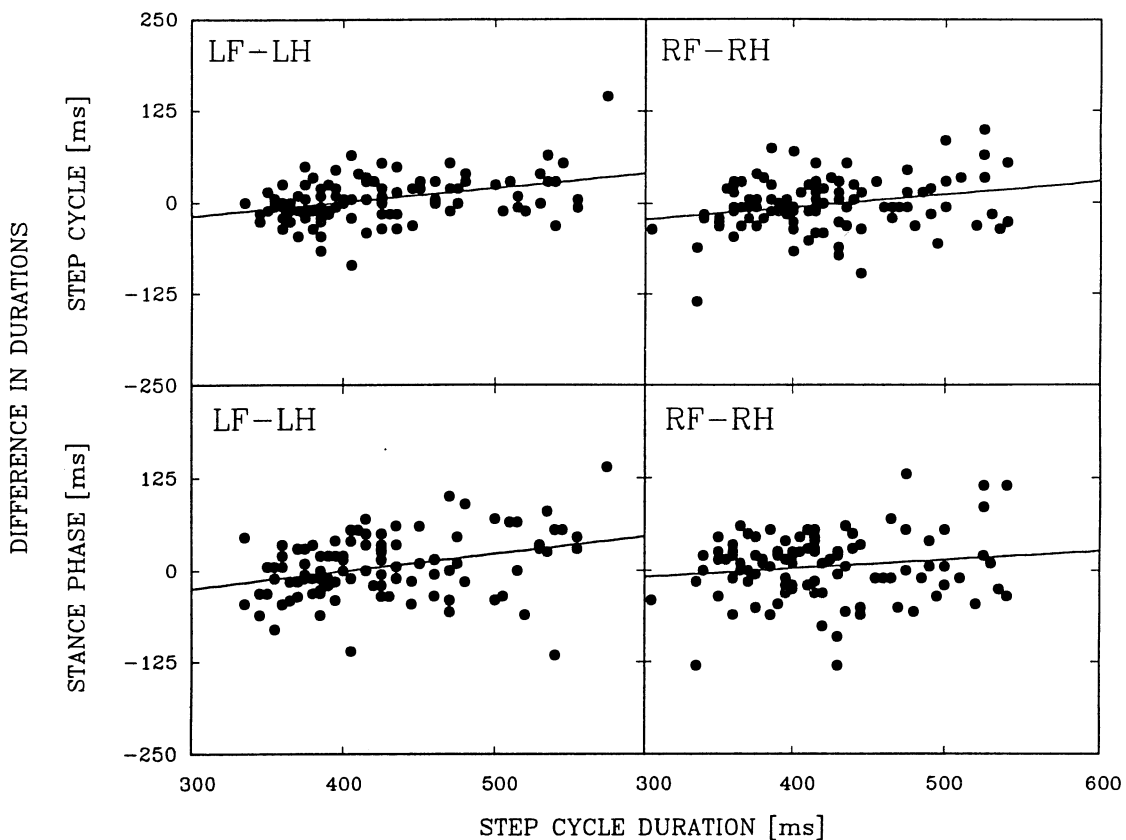 250
LF-LH
RF-RH
125
0
-125
-250
DIFFERENCE IN DURATIONS
STEP CYCLE [ms]
LF-LH
RF-RH
125
0
-125
-250
STANCE PHASE [ms]
300
400
500
300
400
500
600
STEP CYCLE DURATION [ms]